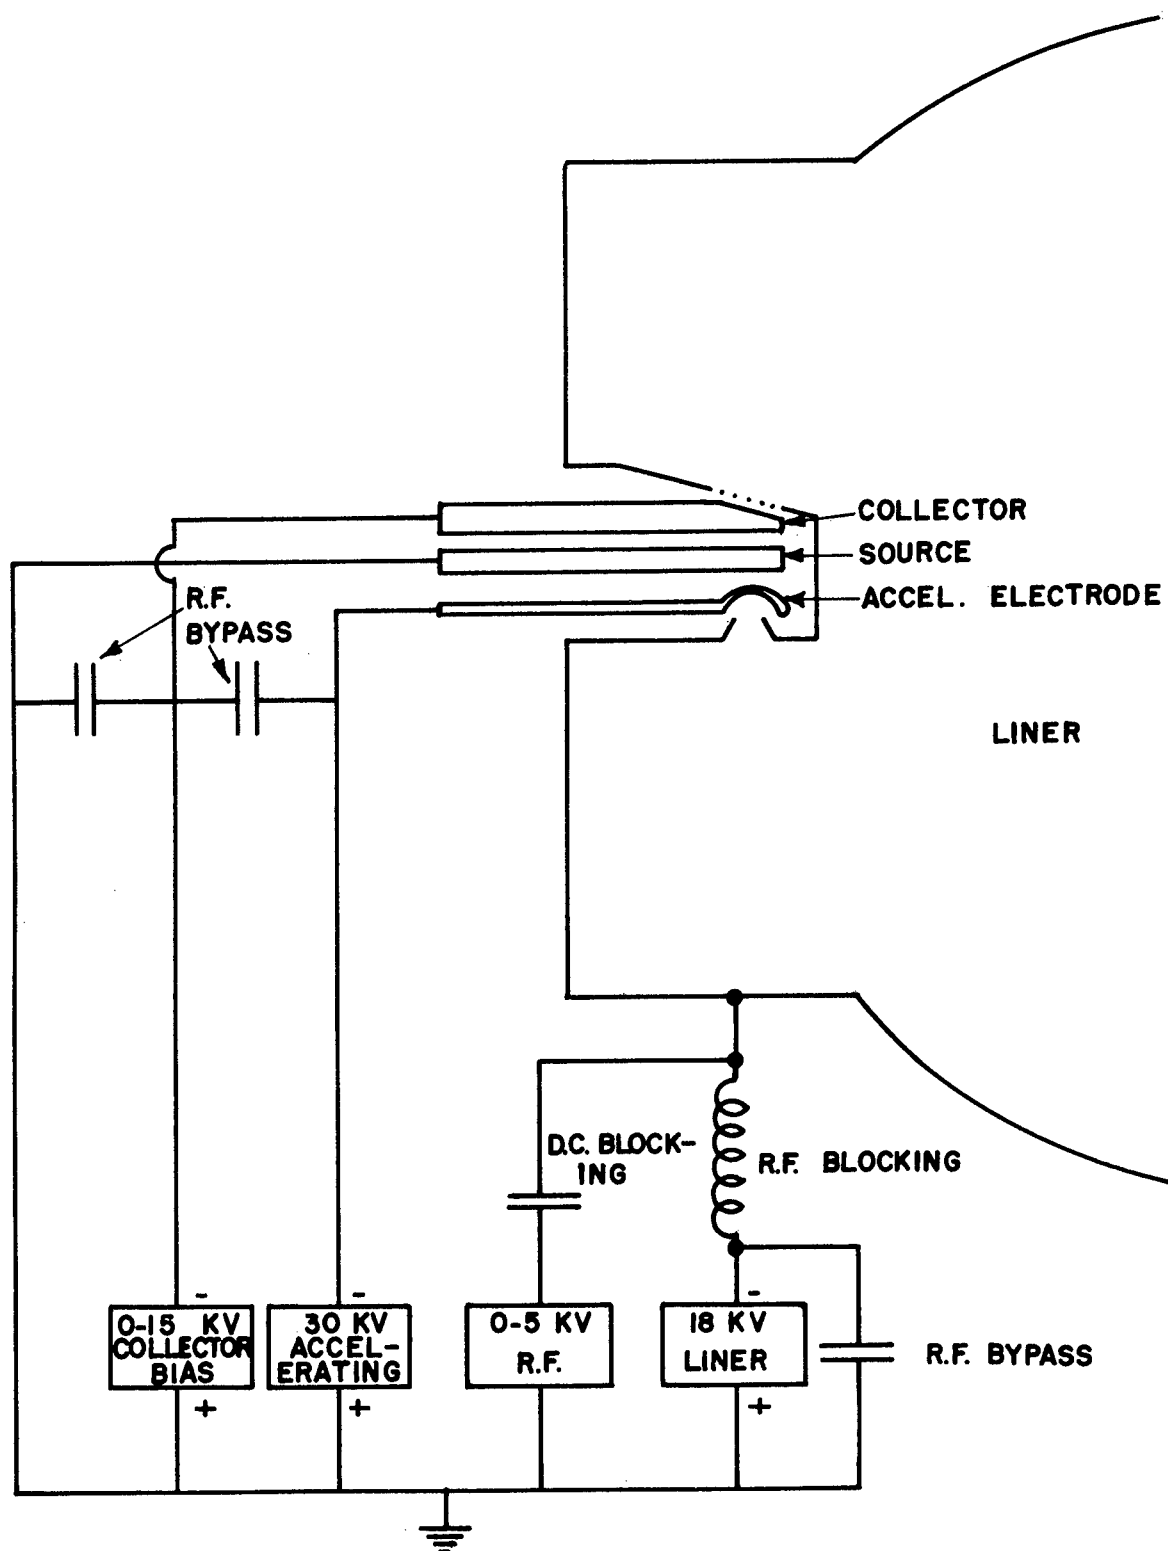 COLLECTOR
SOURCE
ACCEL. ELECTRODE
R.F.
BYPASS
LINER
D.C. BLOCK-
ING
R.F. BLOCKING
-
-
-
0-15 KV
COLLECTOR
BIAS
30 KV
ACCEL-
ERATING
0-5 KV
R.F.
18 KV
LINER
R.F. BYPASS
+
+
+